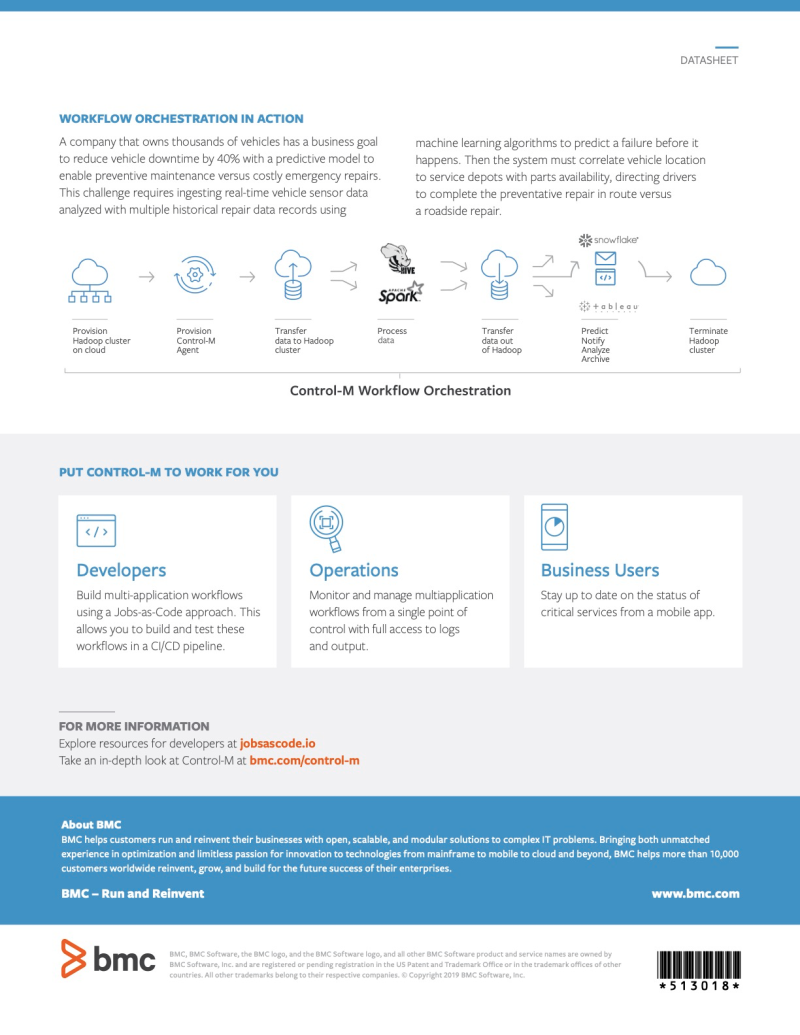 DATASHEET
WORKFLOW ORCHESTRATION IN ACTION
A company that owns thousands of vehicles has a business goal
to reduce vehicle downtime by 40% with a predictive model to
enable preventive maintenance versus costly emergency repairs.
This challenge requires ingesting real-time vehicle sensor data
analyzed with multiple historical repair data records using
machine learning algorithms to predict a failure before it
happens. Then the system must correlate vehicle location
to service depots with parts availability, directing drivers
to complete the preventative repair in route versus
a roadside repair.
HIVE
APACHE
Spark
snowflake
</>
+ableau
Provision
Hadoop cluster
on cloud
Provision
Control-M
Agent
Transfer
data to Hadoop
cluster
Process
data
Transfer
data out
of Hadoop
Predict
Notify
Analyze
Archive
Terminate
Hadoop
cluster
Control-M Workflow Orchestration
PUT CONTROL-M TO WORK FOR YOU
</>
Developers
Build multi-application workflows
using a Jobs-as-Code approach. This
allows you to build and test these
workflows in a CI/CD pipeline.
Operations
Monitor and manage multiapplication
workflows from a single point of
control with full access to logs
and output.
Business Users
Stay up to date on the status of
critical services from a mobile app.
FOR MORE INFORMATION
Explore resources for developers at jobsascode.io
Take an in-depth look at Control-M at bmc.com/control-m
About BMC
BMC helps customers run and reinvent their businesses with open, scalable, and modular solutions to complex IT problems. Bringing both unmatched
experience in optimization and limitless passion for innovation to technologies from mainframe to mobile to cloud and beyond, BMC helps more than 10,000
customers worldwide reinvent, grow, and build for the future success of their enterprises.
BMC – Run and Reinvent
www.bmc.com
bmc
BMC, BMC Software, the BMC logo, and the BMC Software logo, and all other BMC Software product and service names are owned by
BMC Software, Inc. and are registered or pending registration in the US Patent and Trademark Office or in the trademark offices of other
countries. All other trademarks belong to their respective companies. © Copyright 2019 BMC Software, Inc.
*513018*